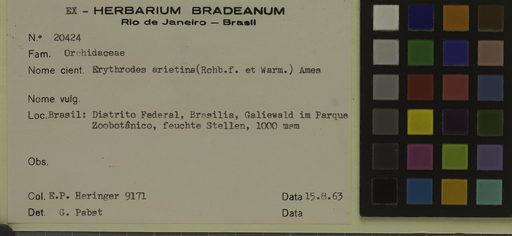 EX - HERBARIUM BRADEANUM
Rio de Janeiro — Brasil
N.° 20424
Fam. Orchidaceae
Nome cient. Erythrodes arietina(Rchb.f. et Warm.) Ames
Nome vulg.
Loc.Brasil: Distrito Federal, Brasilia, Galiewald im Parque
Zoobotânico, feuchte Stellen, 1000 msm
Obs.
Col. E.P. Heringer 9171 Data 15.8.63
Det. G. Pabst Data